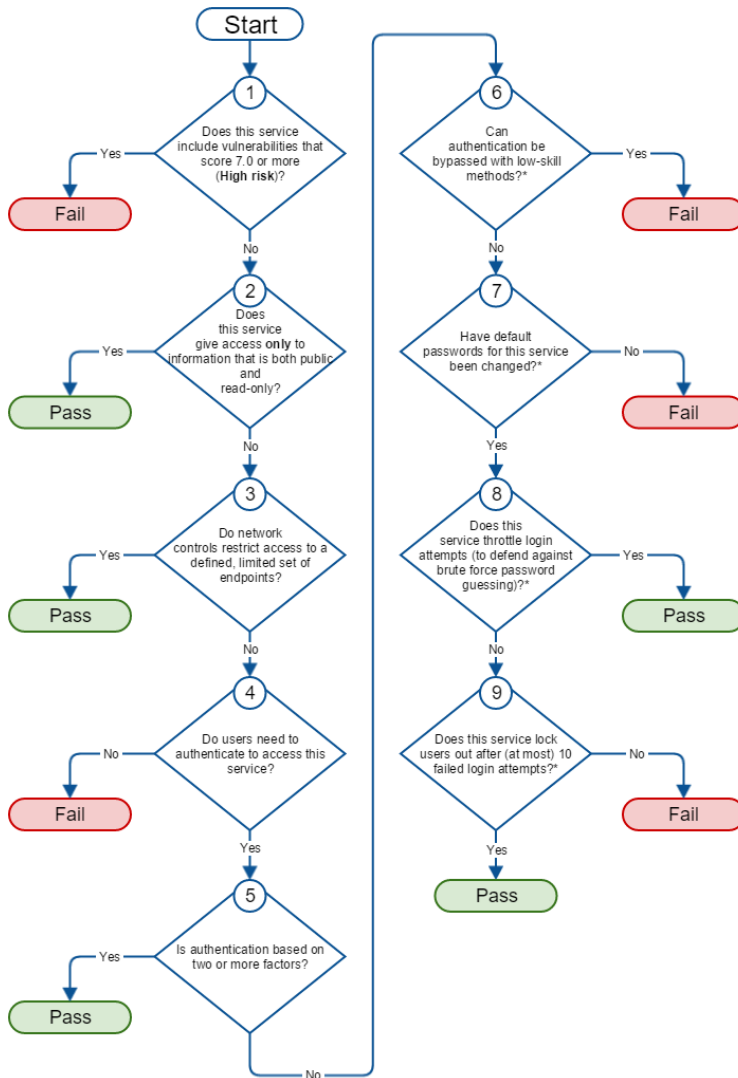 Start
1
Does this service
include vulnerabilities that
score 7.0 or more
(High risk)?
Yes
Fail
No
2
Does
this service
give access only to
information that is both public
and
read-only?
Yes
Pass
No
3
Do network
controls restrict access to a
defined, limited set of
endpoints?
Yes
Pass
No
4
Do users need to
authenticate to access this
service?
No
Fail
Yes
5
Is authentication based on
two or more factors?
Yes
Pass
No
6
Can
authentication be
bypassed with low-skill
methods?*
Yes
Fail
No
7
Have default
passwords for this service
been changed?*
No
Fail
Yes
8
Does this
service throttle login
attempts (to defend against
brute force password
guessing)?*
Yes
Pass
No
9
Does this service lock
users out after (at most) 10
failed login attempts?*
No
Fail
Yes
Pass